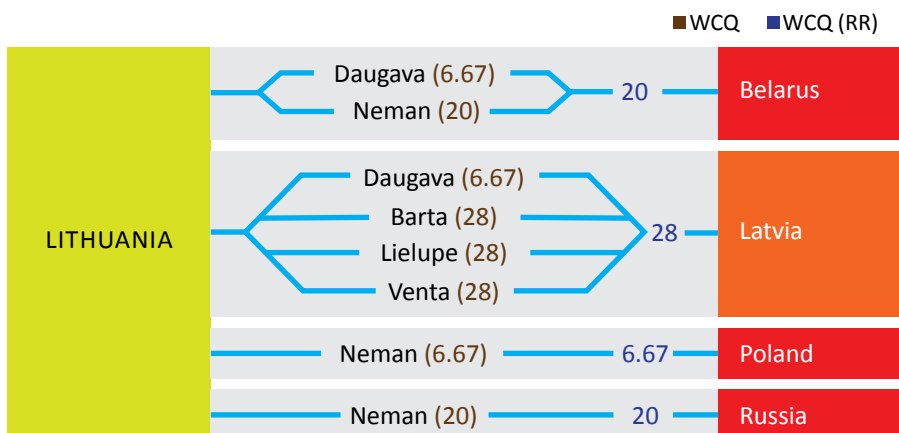 WCQ WCQ (RR)
LITHUANIA
Daugava (6.67)
Neman (20)
20
Belarus
Daugava (6.67)
Barta (28)
Lielupe (28)
Venta (28)
28
Latvia
Neman (6.67) 6.67 Poland
Neman (20) 20 Russia